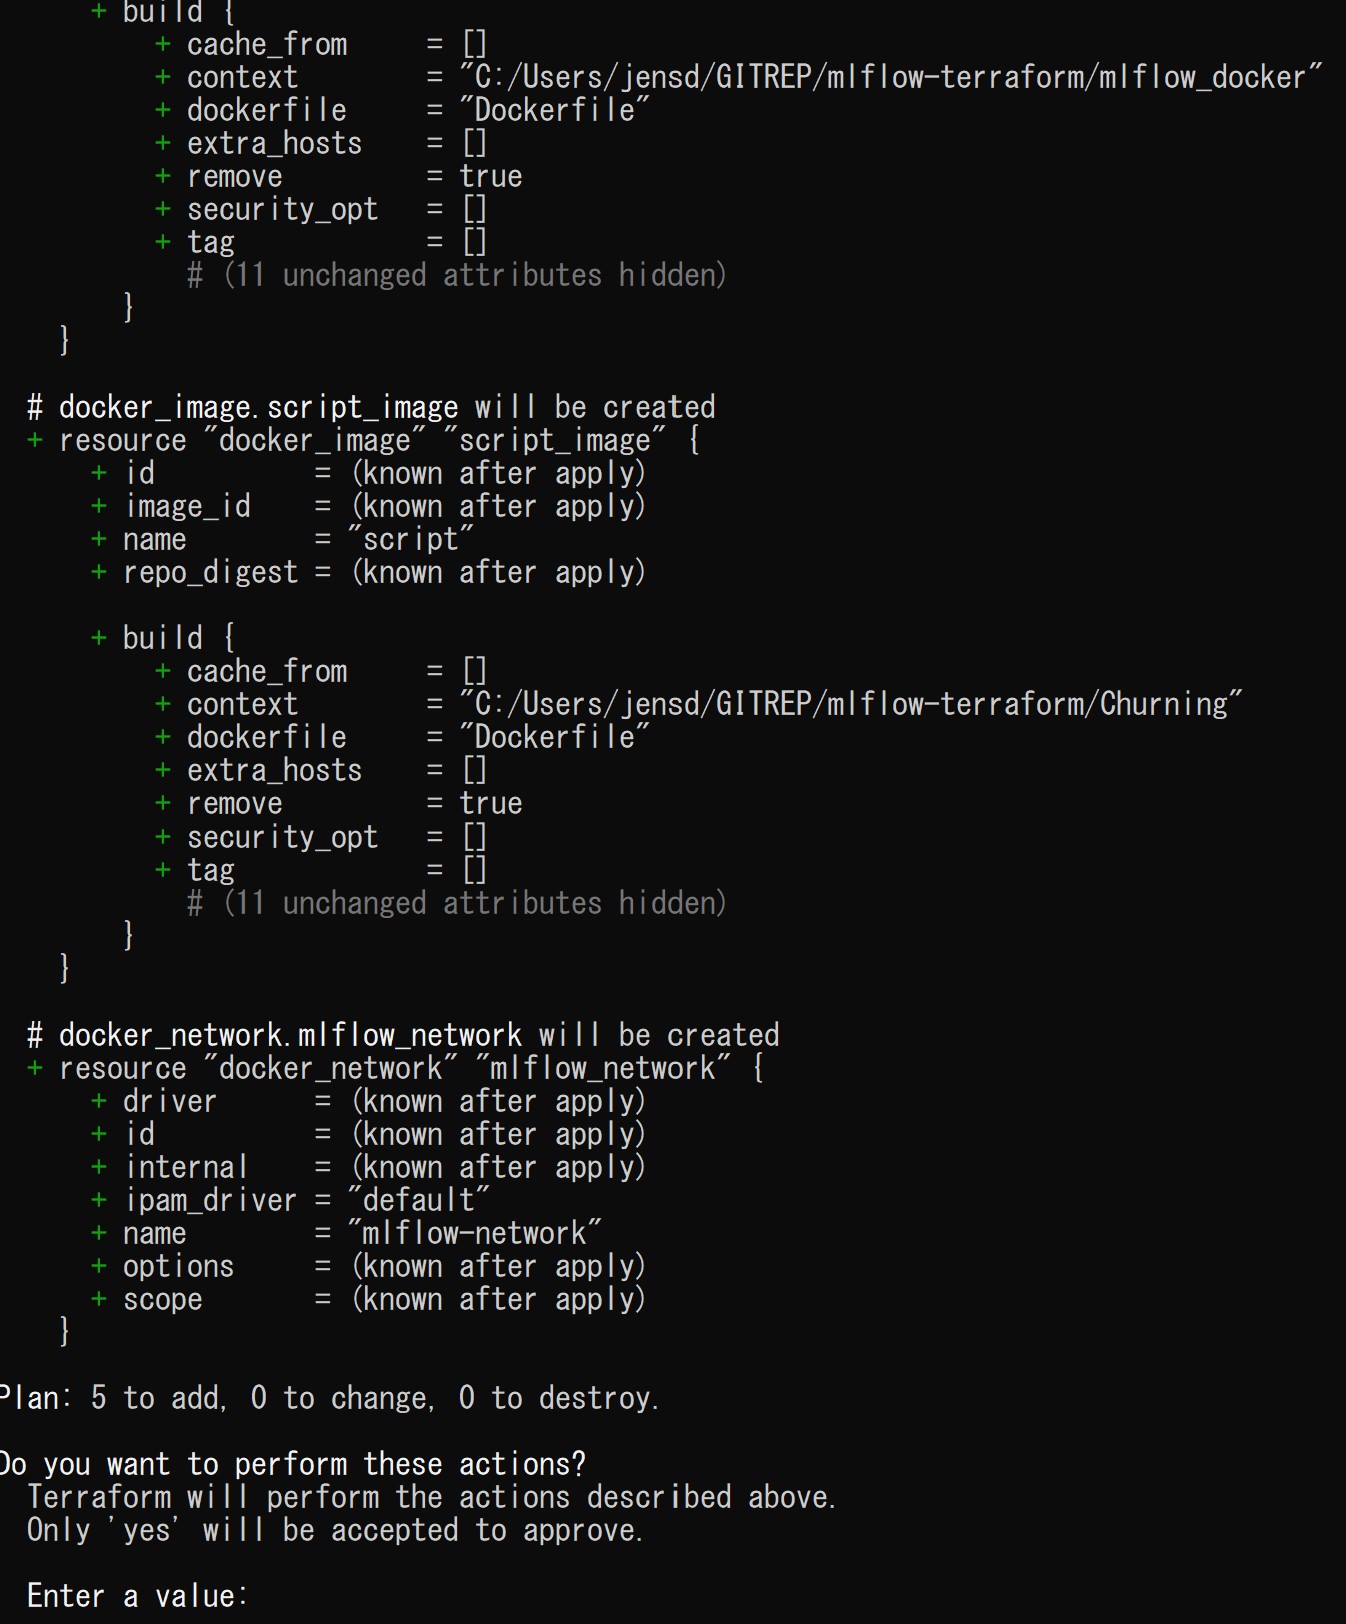 + build {
+ cache_from = []
+ context = "C:/Users/jensd/GITREP/mlflow-terraform/mlflow_docker"
+ dockerfile = "Dockerfile"
+ extra_hosts = []
+ remove = true
+ security_opt = []
+ tag = []
# (11 unchanged attributes hidden)
}
}
# docker_image.script_image will be created
+ resource "docker_image" "script_image" {
+ id = (known after apply)
+ image_id = (known after apply)
+ name = "script"
+ repo_digest = (known after apply)
+ build {
+ cache_from = []
+ context = "C:/Users/jensd/GITREP/mlflow-terraform/Churning"
+ dockerfile = "Dockerfile"
+ extra_hosts = []
+ remove = true
+ security_opt = []
+ tag = []
# (11 unchanged attributes hidden)
}
}
# docker_network.mlflow_network will be created
+ resource "docker_network" "mlflow_network" {
+ driver = (known after apply)
+ id = (known after apply)
+ internal = (known after apply)
+ ipam_driver = "default"
+ name = "mlflow-network"
+ options = (known after apply)
+ scope = (known after apply)
}
Plan: 5 to add, 0 to change, 0 to destroy.
Do you want to perform these actions?
Terraform will perform the actions described above.
Only 'yes' will be accepted to approve.
Enter a value: